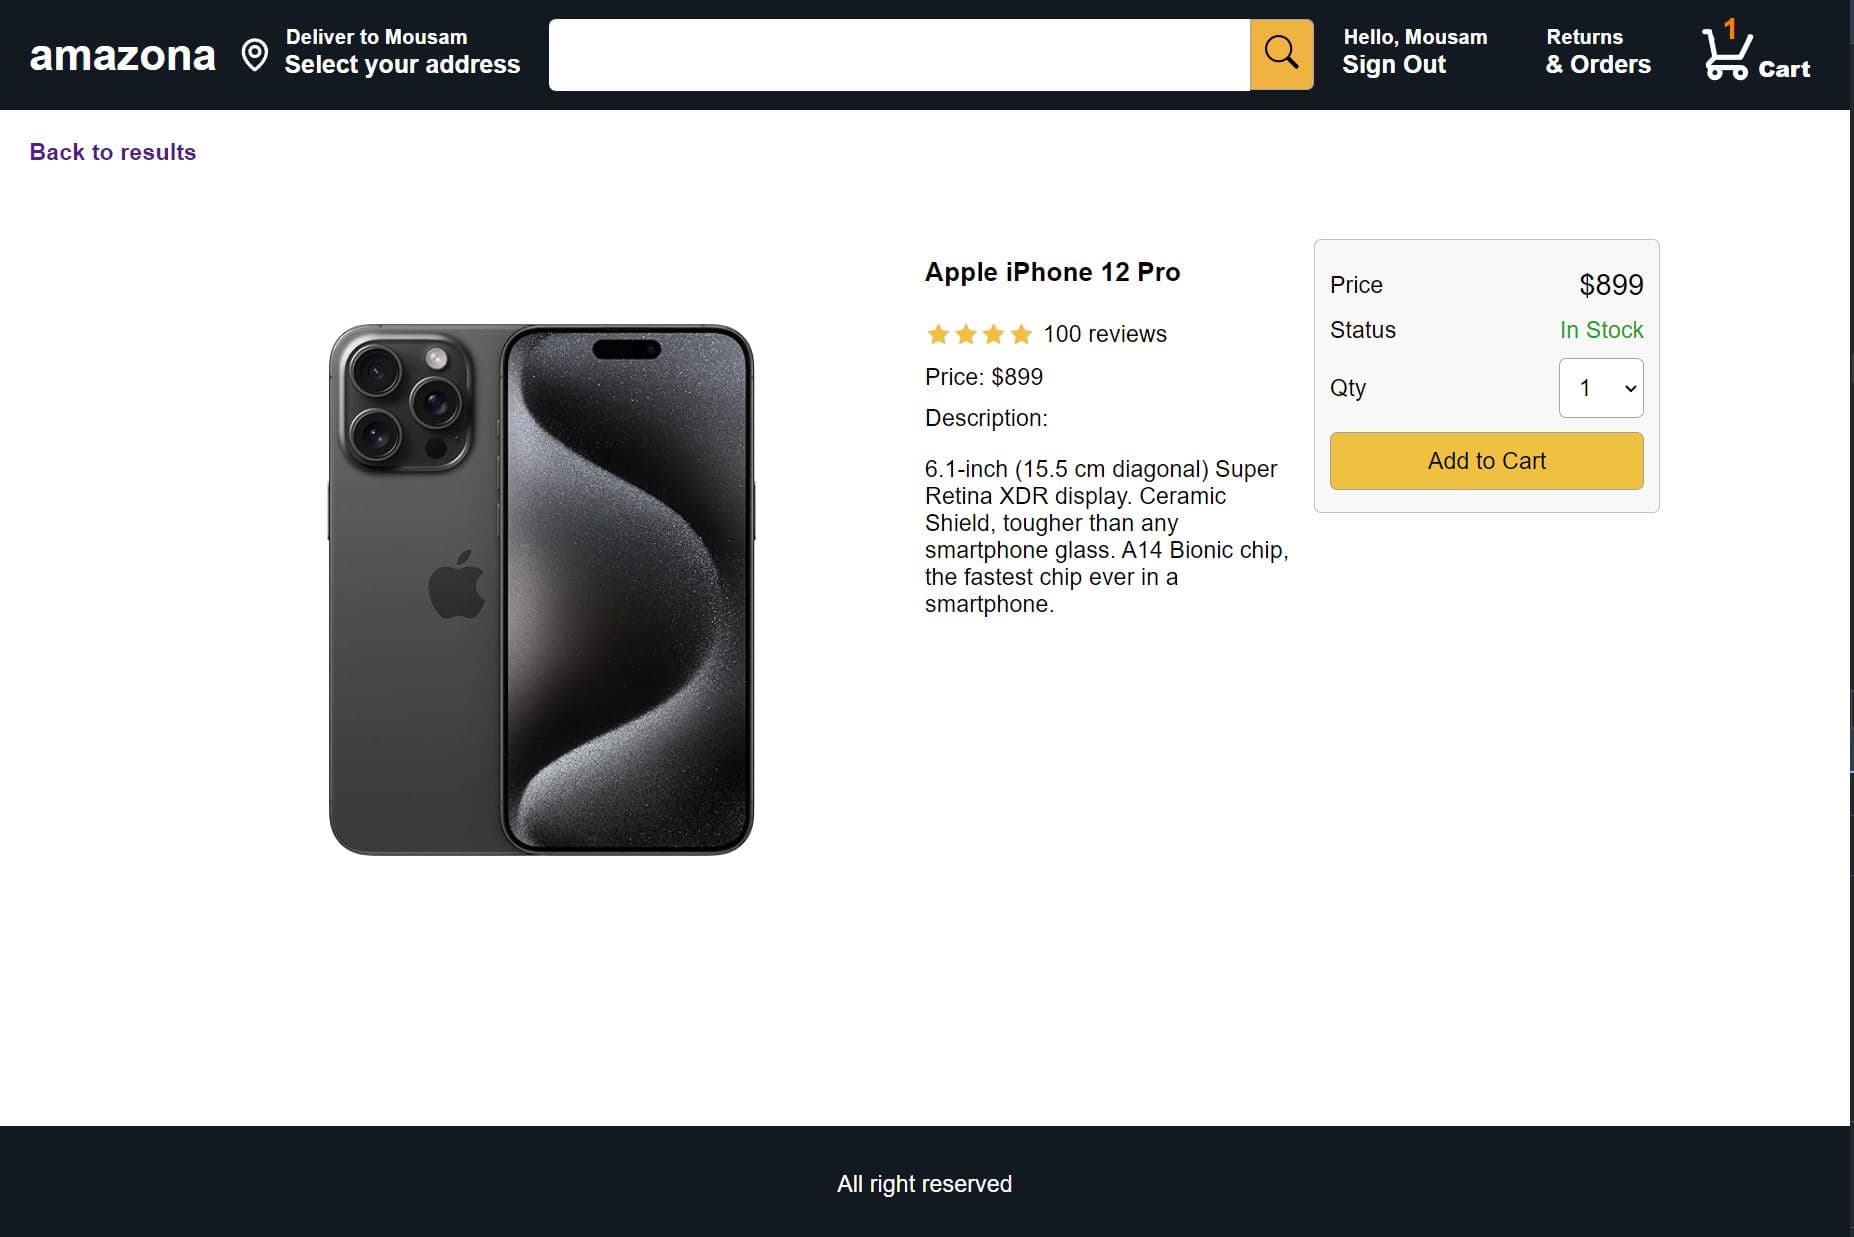 amazona
Deliver to Mousam
Select your address
Hello, Mousam
Sign Out
Returns
& Orders
1
Cart
Back to results
Apple iPhone 12 Pro
100 reviews
Price: $899
Description:
6.1-inch (15.5 cm diagonal) Super
Retina XDR display. Ceramic
Shield, tougher than any
smartphone glass. A14 Bionic chip,
the fastest chip ever in a
smartphone.
Price $899
Status In Stock
Qty 1
Add to Cart
All right reserved